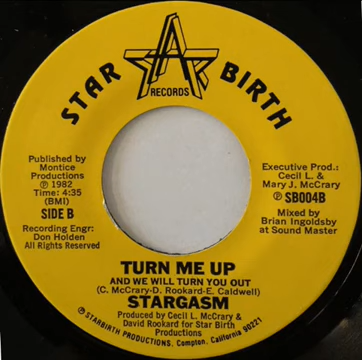 STAR A BIRTH
RECORDS
Published by
Montice
Productions
℗ 1982
Time: 4:35
(BMI)
SIDE B
Recording Engr:
Don Holden
All Rights Reserved
Executive Prod.:
Cecil L. &
Mary J. McCrary
℗ SB004B
Mixed by
Brian Ingoldsby
at Sound Master
TURN ME UP
AND WE WILL TURN YOU OUT
(C. McCrary-D. Rookard-E. Caldwell)
STARGASM
Produced by Cecil L. McCrary &
David Rookard for Star Birth
Productions
℗ STARBIRTH PRODUCTIONS, Compton, California 90221